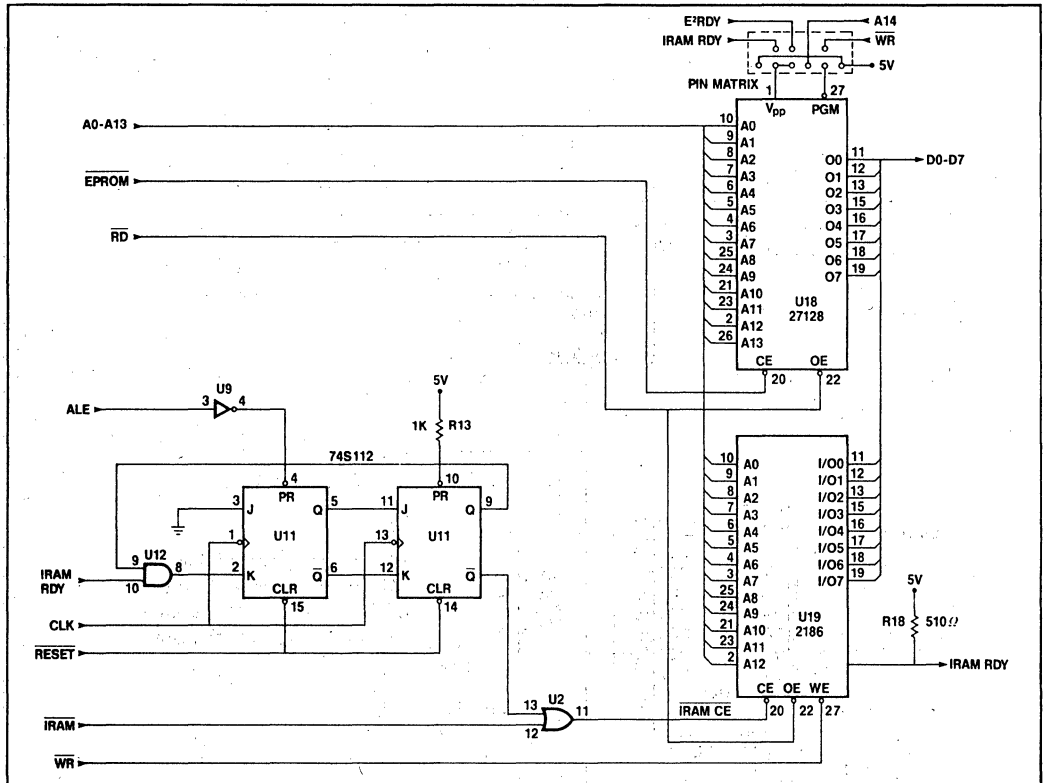 E²RDY
A14
IRAM RDY
WR
5V
PIN MATRIX
1
27
Vpp
PGM
A0-A13
10 A0
9 A1
8 A2
7 A3
6 A4
5 A5
4 A6
3 A7
25 A8
24 A9
21 A10
23 A11
2 A12
26 A13
O0 11
O1 12
O2 13
O3 15
O4 16
O5 17
O6 18
O7 19
D0-D7
U18
27128
CE
OE
20
22
EPROM
RD
ALE
3
U9
4
5V
1K
R13
74S112
4
PR
10
PR
3 J
Q 5
11 J
Q 9
1
U11
13
U11
U12
9
10
8
2 K
Q 6
12 K
Q
CLR
15
CLR
14
IRAM
RDY
CLK
RESET
IRAM
WR
13
12
U2
11
IRAM CE
10 A0
9 A1
8 A2
7 A3
6 A4
5 A5
4 A6
3 A7
25 A8
24 A9
21 A10
23 A11
2 A12
I/O0 11
I/O1 12
I/O2 13
I/O3 15
I/O4 16
I/O5 17
I/O6 18
I/O7 19
U19
2186
5V
R18
510Ω
IRAM RDY
CE OE WE
20 22 27